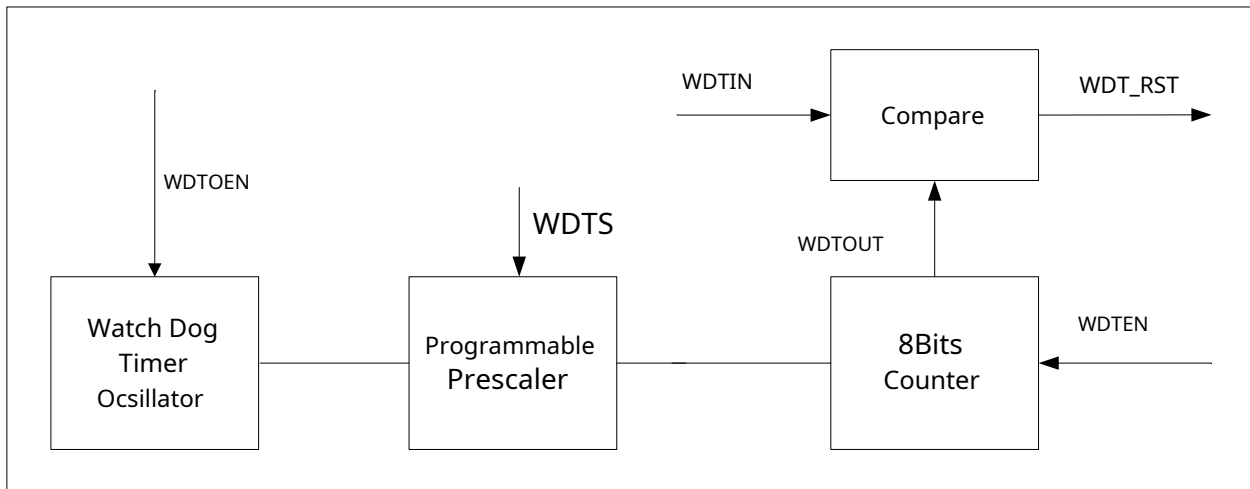 WDTIN
Compare
WDT_RST
WDTOEN
WDTS
WDTOUT
Watch Dog
Timer
Ocsillator
Programmable
Prescaler
8Bits
Counter
WDTEN